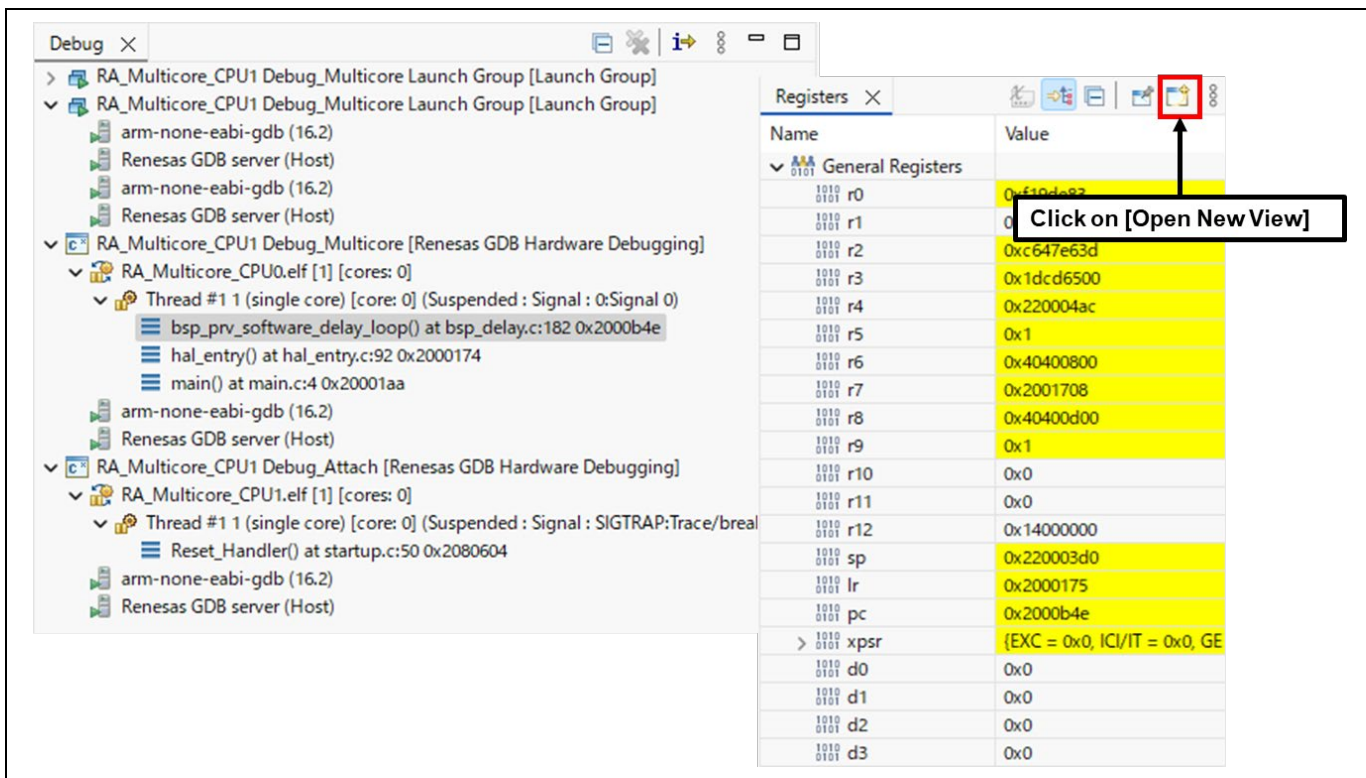 Debug
RA_Multicore_CPU1 Debug_Multicore Launch Group [Launch Group]
RA_Multicore_CPU1 Debug_Multicore Launch Group [Launch Group]
arm-none-eabi-gdb (16.2)
Renesas GDB server (Host)
arm-none-eabi-gdb (16.2)
Renesas GDB server (Host)
RA_Multicore_CPU1 Debug_Multicore [Renesas GDB Hardware Debugging]
RA_Multicore_CPU0.elf [1] [cores: 0]
Thread #1 1 (single core) [core: 0] (Suspended : Signal : 0:Signal 0)
bsp_prv_software_delay_loop() at bsp_delay.c:182 0x2000b4e
hal_entry() at hal_entry.c:92 0x2000174
main() at main.c:4 0x20001aa
arm-none-eabi-gdb (16.2)
Renesas GDB server (Host)
RA_Multicore_CPU1 Debug_Attach [Renesas GDB Hardware Debugging]
RA_Multicore_CPU1.elf [1] [cores: 0]
Thread #1 1 (single core) [core: 0] (Suspended : Signal : SIGTRAP:Trace/breal
Reset_Handler() at startup.c:50 0x2080604
arm-none-eabi-gdb (16.2)
Renesas GDB server (Host)
Registers
Name Value
General Registers
r0
Click on [Open New View]
r1
r2 0xc647e63d
r3 0x1dcd6500
r4 0x220004ac
r5 0x1
r6 0x40400800
r7 0x2001708
r8 0x40400d00
r9 0x1
r10 0x0
r11 0x0
r12 0x14000000
sp 0x220003d0
lr 0x2000175
pc 0x2000b4e
xpsr {EXC = 0x0, ICI/IT = 0x0, GE
d0 0x0
d1 0x0
d2 0x0
d3 0x0